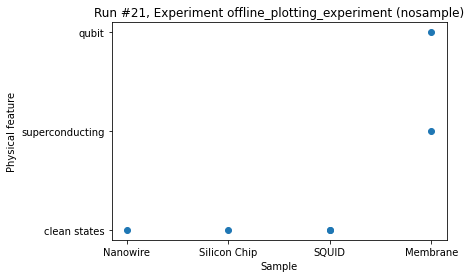 Run #21, Experiment offline_plotting_experiment (nosample)
qubit
superconducting
clean states
Physical feature
Nanowire
Silicon Chip
SQUID
Membrane
Sample